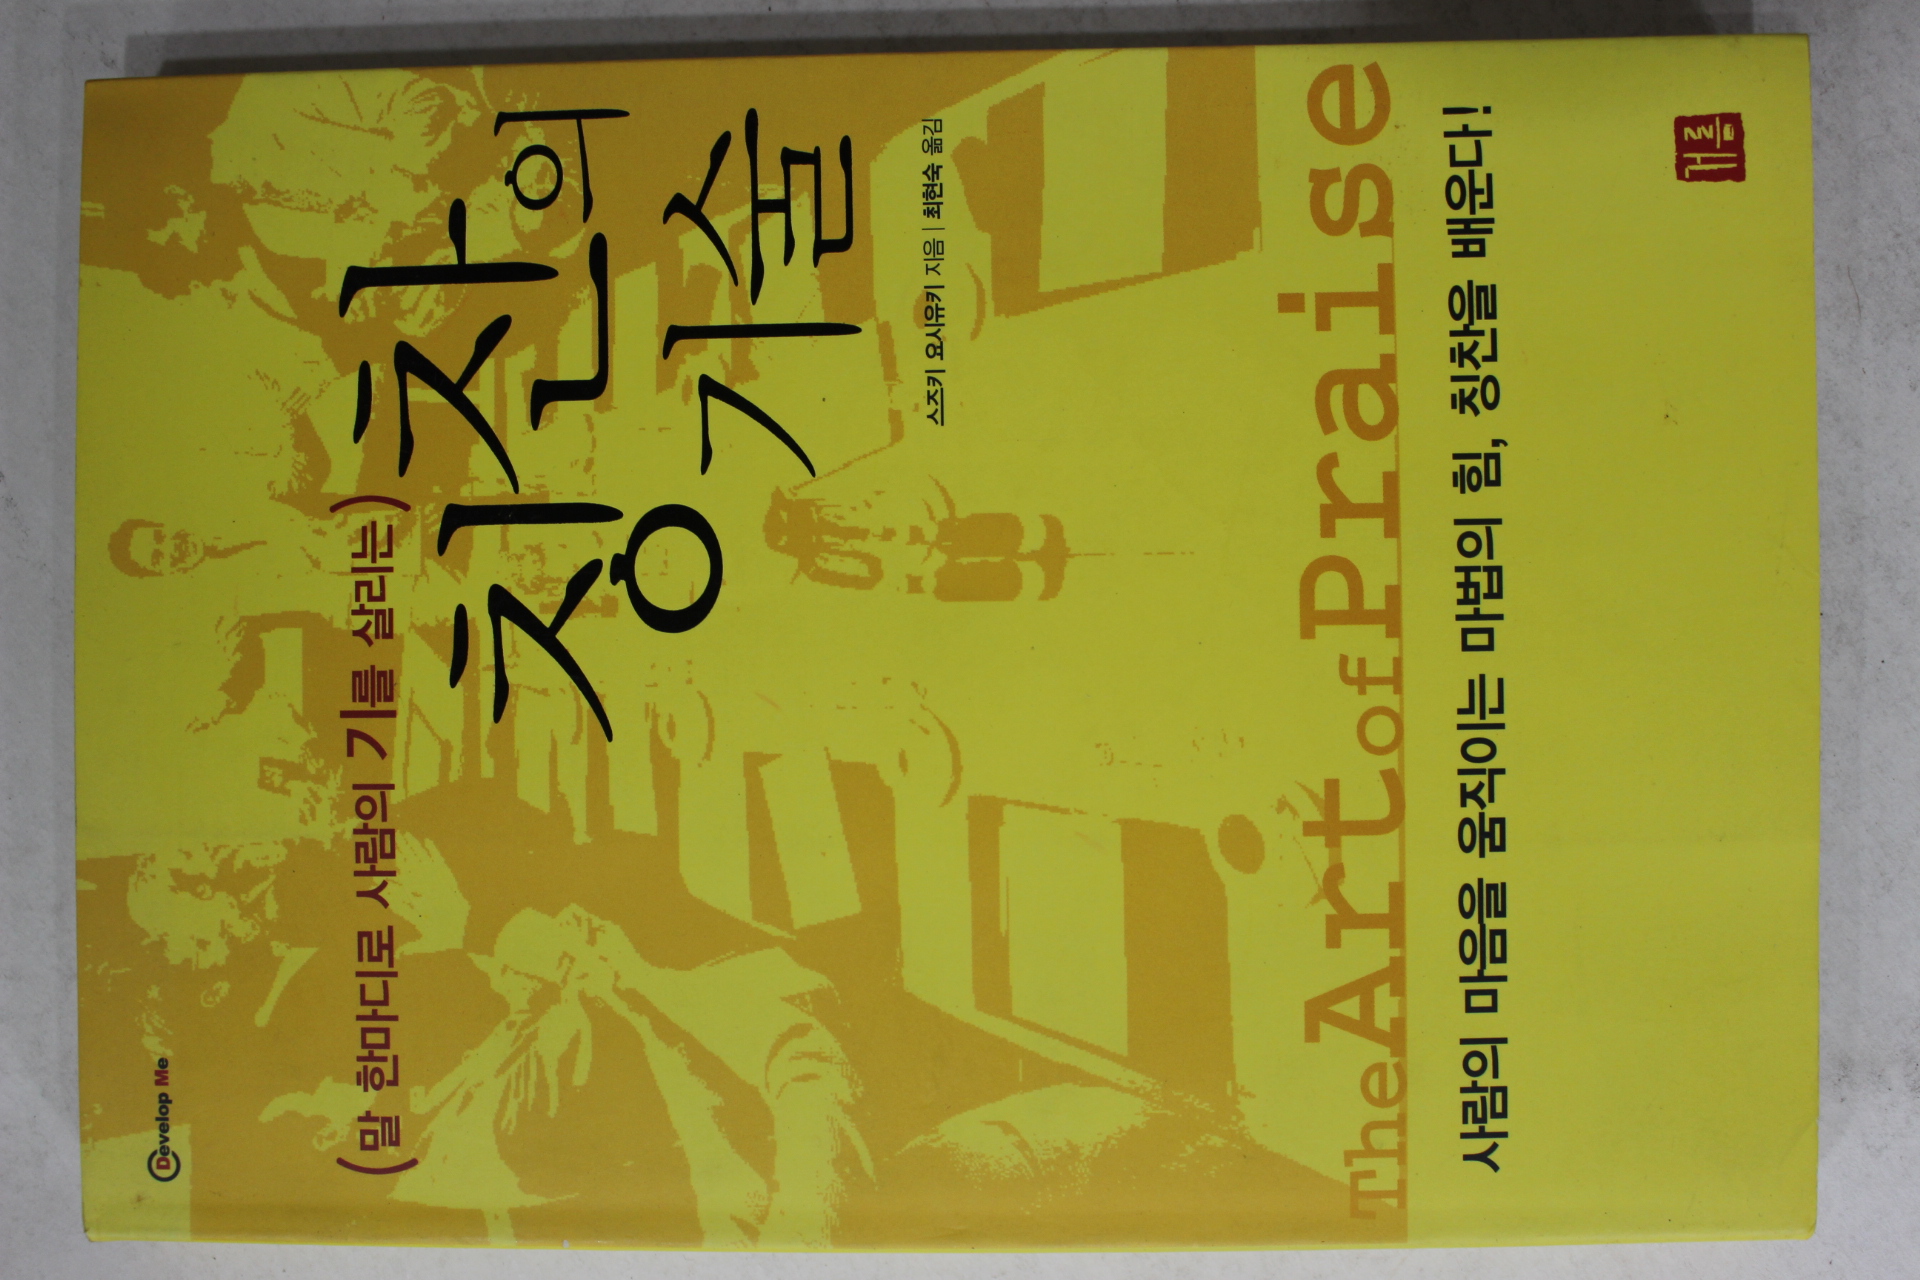 Develop Me
(말 한마디로 사람의 기를 살리는)
칭찬의
기술
스즈키 요시유키 지음 | 최현숙 옮김
The Art of Praise
사람의 마음을 움직이는 마법의 힘, 칭찬을 배운다!
거름